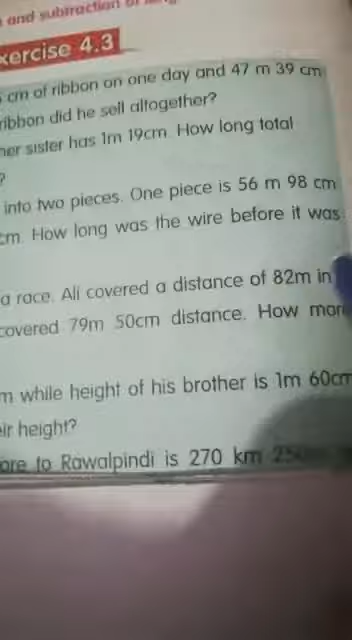 and subtraction of
xercise 4.3
cm of ribbon on one day and 47 m 39 cm
ribbon did he sell altogether?
her sister has 1m 19cm. How long total
?
into two pieces. One piece is 56 m 98 cm
cm. How long was the wire before it was
a race. Ali covered a distance of 82m in
covered 79m 50cm distance. How
m while height of his brother is 1m 60cm
eir height?
ore to Rawalpindi is 270 km